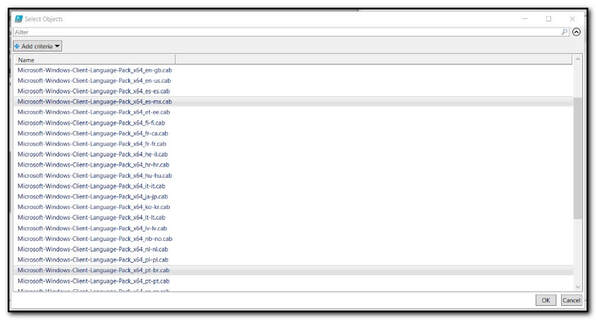 Select Objects
Filter
Add criteria
Name
Microsoft-Windows-Client-Language-Pack_x64_en-gb.cab
Microsoft-Windows-Client-Language-Pack_x64_en-us.cab
Microsoft-Windows-Client-Language-Pack_x64_es-es.cab
Microsoft-Windows-Client-Language-Pack_x64_es-mx.cab
Microsoft-Windows-Client-Language-Pack_x64_et-ee.cab
Microsoft-Windows-Client-Language-Pack_x64_fi-fi.cab
Microsoft-Windows-Client-Language-Pack_x64_fr-ca.cab
Microsoft-Windows-Client-Language-Pack_x64_fr-fr.cab
Microsoft-Windows-Client-Language-Pack_x64_he-il.cab
Microsoft-Windows-Client-Language-Pack_x64_hr-hr.cab
Microsoft-Windows-Client-Language-Pack_x64_hu-hu.cab
Microsoft-Windows-Client-Language-Pack_x64_it-it.cab
Microsoft-Windows-Client-Language-Pack_x64_ja-jp.cab
Microsoft-Windows-Client-Language-Pack_x64_ko-kr.cab
Microsoft-Windows-Client-Language-Pack_x64_lt-lt.cab
Microsoft-Windows-Client-Language-Pack_x64_lv-lv.cab
Microsoft-Windows-Client-Language-Pack_x64_nb-no.cab
Microsoft-Windows-Client-Language-Pack_x64_nl-nl.cab
Microsoft-Windows-Client-Language-Pack_x64_pl-pl.cab
Microsoft-Windows-Client-Language-Pack_x64_pt-br.cab
Microsoft-Windows-Client-Language-Pack_x64_pt-pt.cab
OK Cancel